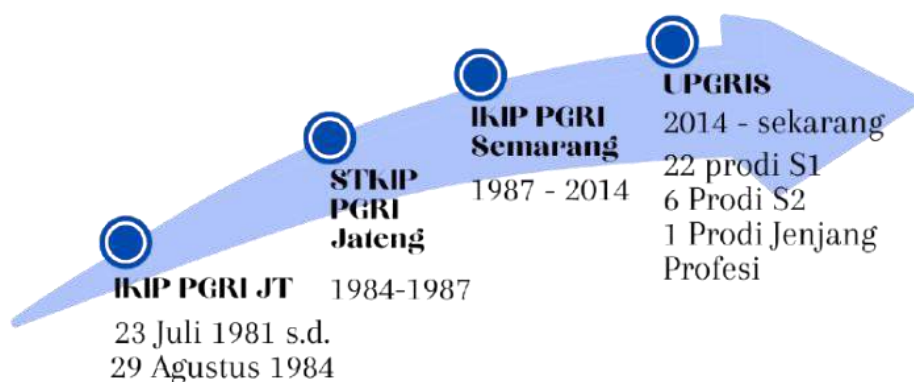 IKIP PGRI JT
23 Juli 1981 s.d.
29 Agustus 1984
STKIP
PGRI
Jateng
1984-1987
IKIP PGRI
Semarang
1987 - 2014
UPGRIS
2014 - sekarang
22 prodi S1
6 Prodi S2
1 Prodi Jenjang
Profesi